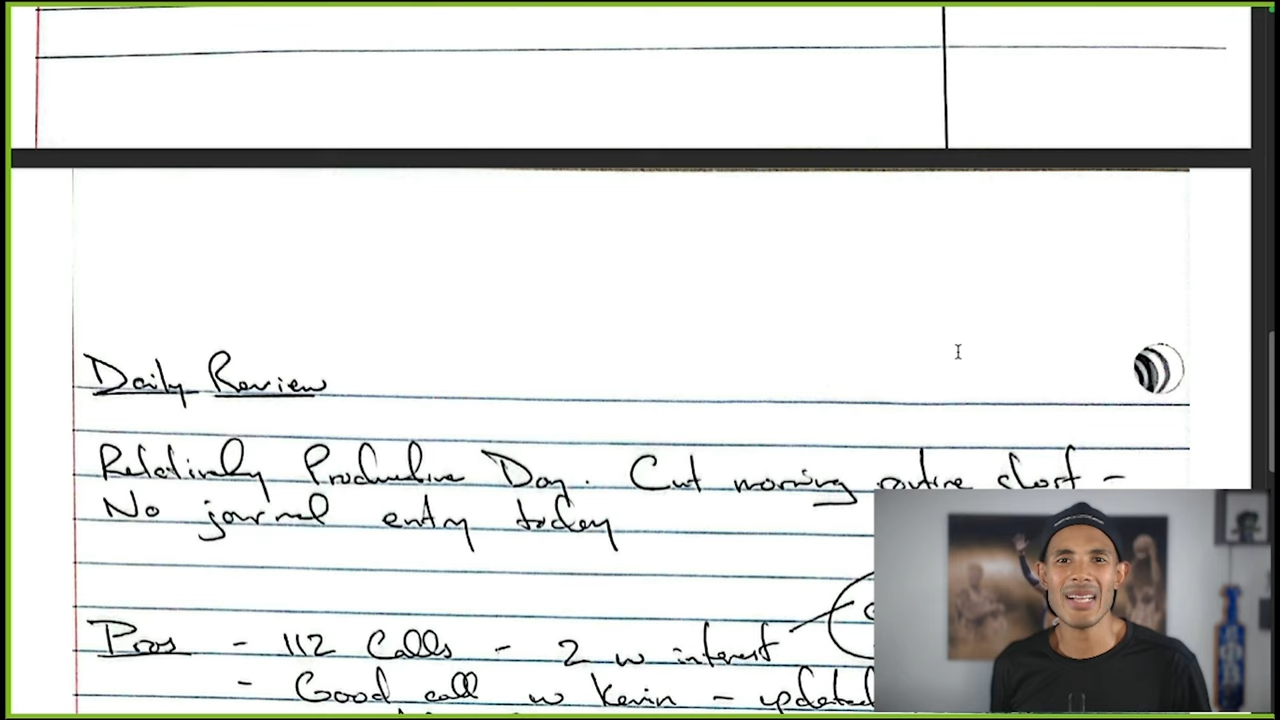 Daily Review
Relatively Productive Day. Cut morning routine short -
No journal entry today
Pros - 112 Calls - 2 w interest
- Good call w Kevin - updated